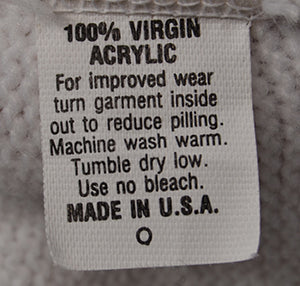 100% VIRGIN
ACRYLIC
For improved wear
turn garment inside
out to reduce pilling.
Machine wash warm.
Tumble dry low.
Use no bleach.
MADE IN U.S.A.
Q